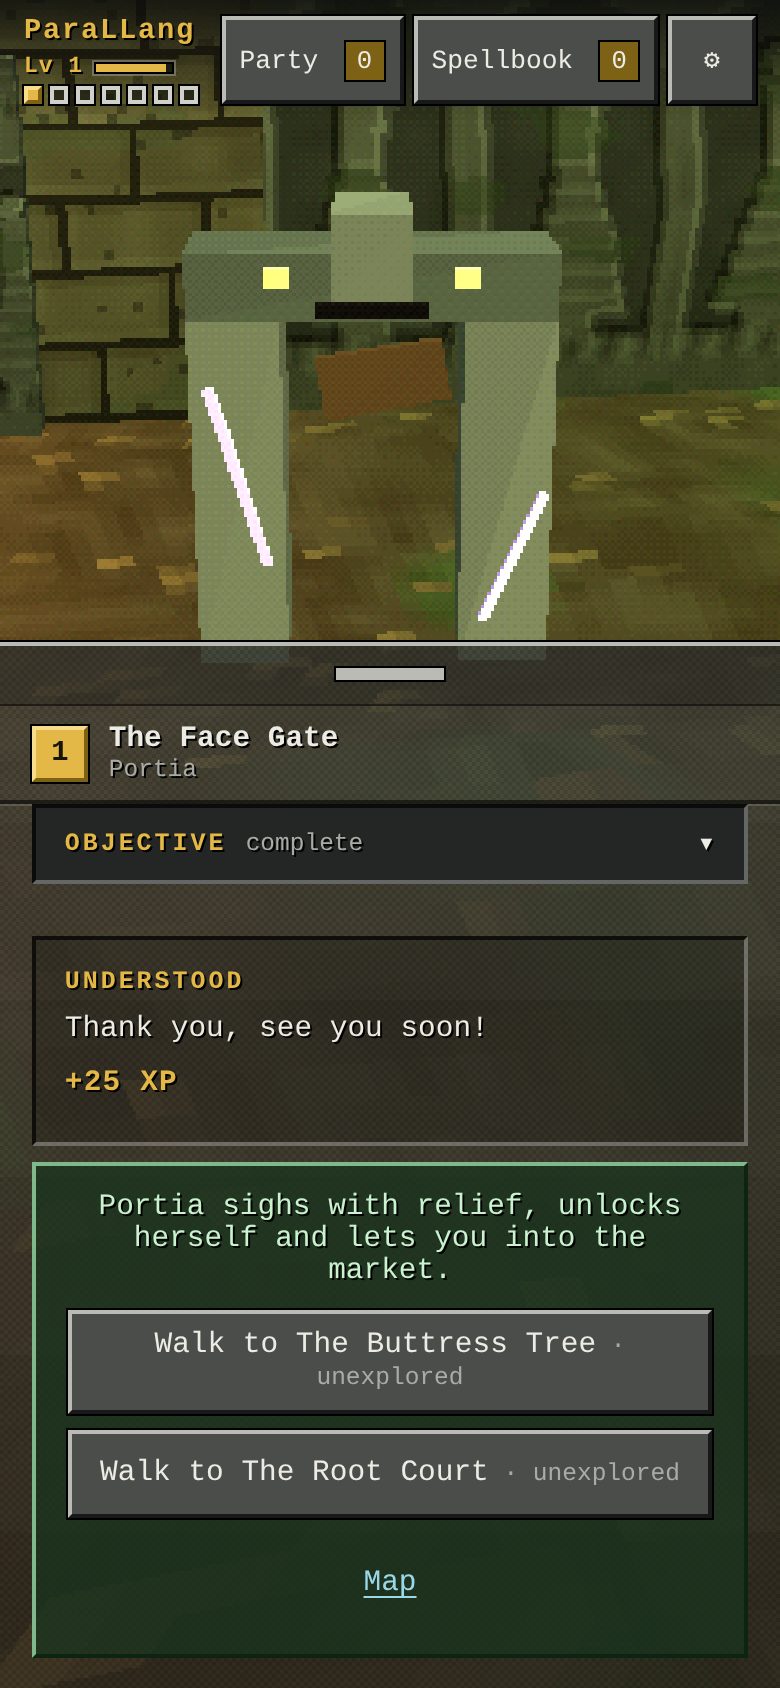 ParaLLang
Lv 1
Party 0
Spellbook 0
⚙
1
The Face Gate
Portia
OBJECTIVE complete ▼
UNDERSTOOD
Thank you, see you soon!
+25 XP
Portia sighs with relief, unlocks
herself and lets you into the
market.
Walk to The Buttress Tree ·
unexplored
Walk to The Root Court · unexplored
Map